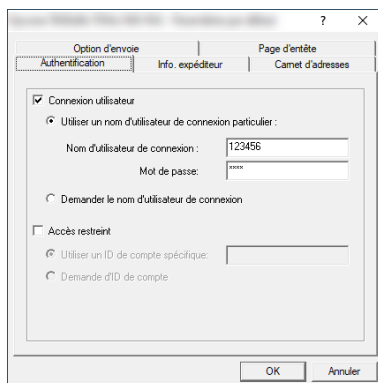 ? ×
Option d'envoie Page d'entête
Authentification Info. expéditeur Carnet d'adresses
Connexion utilisateur
Utiliser un nom d'utilisateur de connexion particulier :
Nom d'utilisateur de connexion : 123456
Mot de passe: ****
Demander le nom d'utilisateur de connexion
Accès restreint
Utiliser un ID de compte spécifique:
Demande d'ID de compte
OK Annuler